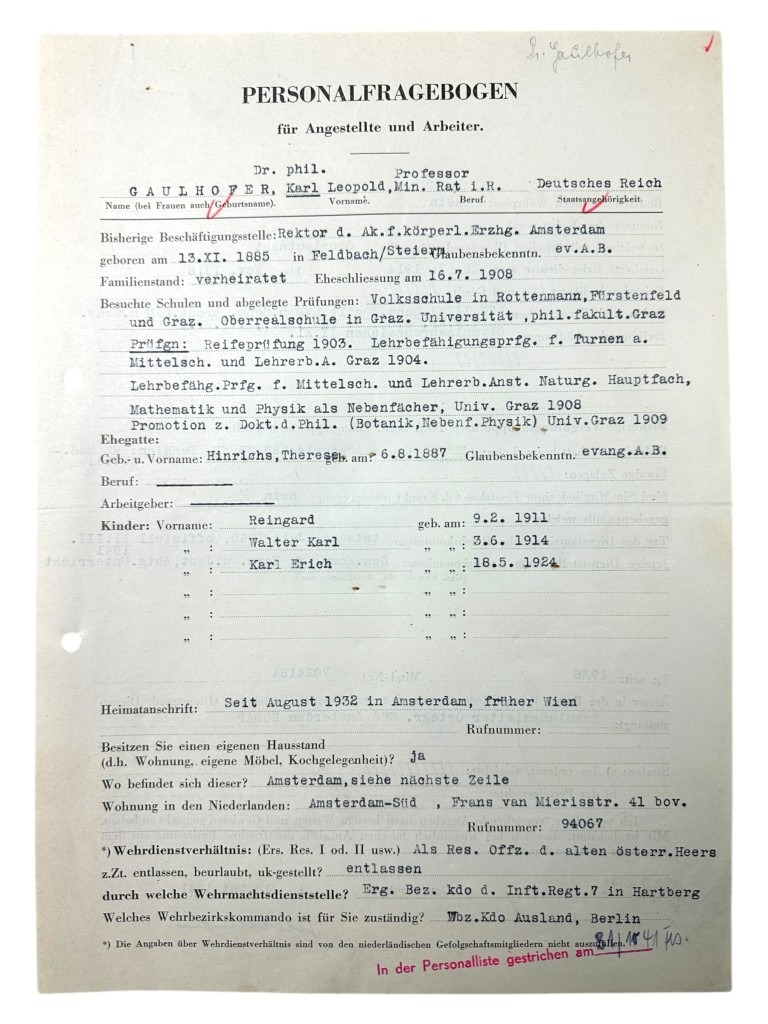 Dr. Gaulhofer
PERSONALFRAGEBOGEN
für Angestellte und Arbeiter.
Dr. phil. Professor
GAULHOFER, Karl Leopold, Min. Rat i.R. Deutsches Reich
Name (bei Frauen auch Geburtsname). Vorname. Beruf. Staatsangehörigkeit.
Bisherige Beschäftigungsstelle: Rektor d. Ak.f.körperl.Erzhg. Amsterdam
geboren am 13.XI. 1885 in Feldbach/Steierm Glaubensbekenntn. ev.A.B.
Familienstand: verheiratet Eheschliessung am 16.7. 1908
Besuchte Schulen und abgelegte Prüfungen: Volksschule in Rottenmann,Fürstenfeld
und Graz. Oberrealschule in Graz. Universität ,phil.fakult.Graz
Prüfgn: Reifeprüfung 1903. Lehrbefähigungsprfg. f. Turnen a.
Mittelsch. und Lehrerb.A. Graz 1904.
Lehrbefähg.Prfg. f. Mittelsch. und Lehrerb.Anst. Naturg. Hauptfach,
Mathematik und Physik als Nebenfächer, Univ. Graz 1908
Promotion z. Dokt.d.Phil. (Botanik,Nebenf.Physik) Univ.Graz 1909
Ehegatte:
Geb.- u. Vorname: Hinrichs,Therese geb. am: 6.8.1887 Glaubensbekenntn. evang.A.B.
Beruf:
Arbeitgeber:
Kinder: Vorname: Reingard geb. am: 9.2. 1911
„ : Walter Karl „ „ : 3.6. 1914
„ : Karl Erich „ „ : 18.5. 1924
„ : „ „ :
„ : „ „ :
„ : „ „ :
Heimatanschrift: Seit August 1932 in Amsterdam, früher Wien
Rufnummer:
Besitzen Sie einen eigenen Hausstand
(d.h. Wohnung, eigene Möbel, Kochgelegenheit)? ja
Wo befindet sich dieser? Amsterdam,siehe nächste Zeile
Wohnung in den Niederlanden: Amsterdam-Süd , Frans van Mierisstr. 41 bov.
Rufnummer: 94067
*) Wehrdienstverhältnis: (Ers. Res. I od. II usw.) Als Res. Offz. d. alten österr.Heers
z.Zt. entlassen, beurlaubt, uk-gestellt? entlassen
durch welche Wehrmachtsdienststelle? Erg. Bez. kdo d. Inft.Regt.7 in Hartberg
Welches Wehrbezirkskommando ist für Sie zuständig? Wbz.Kdo Ausland, Berlin
*) Die Angaben über Wehrdienstverhältnis sind von den niederländischen Gefolgschaftsmitgliedern nicht auszufüllen.
In der Personalliste gestrichen am